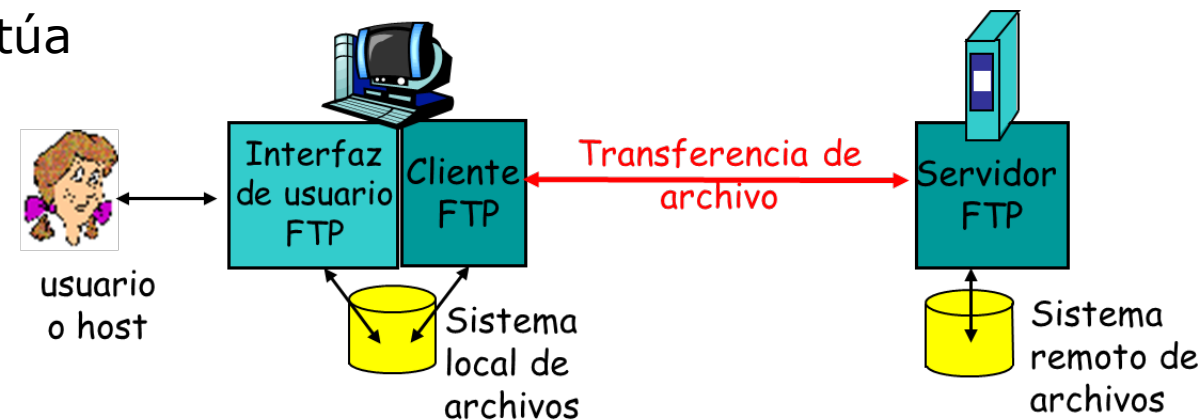 túa
Interfaz
de usuario
FTP
Cliente
FTP
Transferencia de
archivo
Servidor
FTP
usuario
o host
Sistema
local de
archivos
Sistema
remoto de
archivos